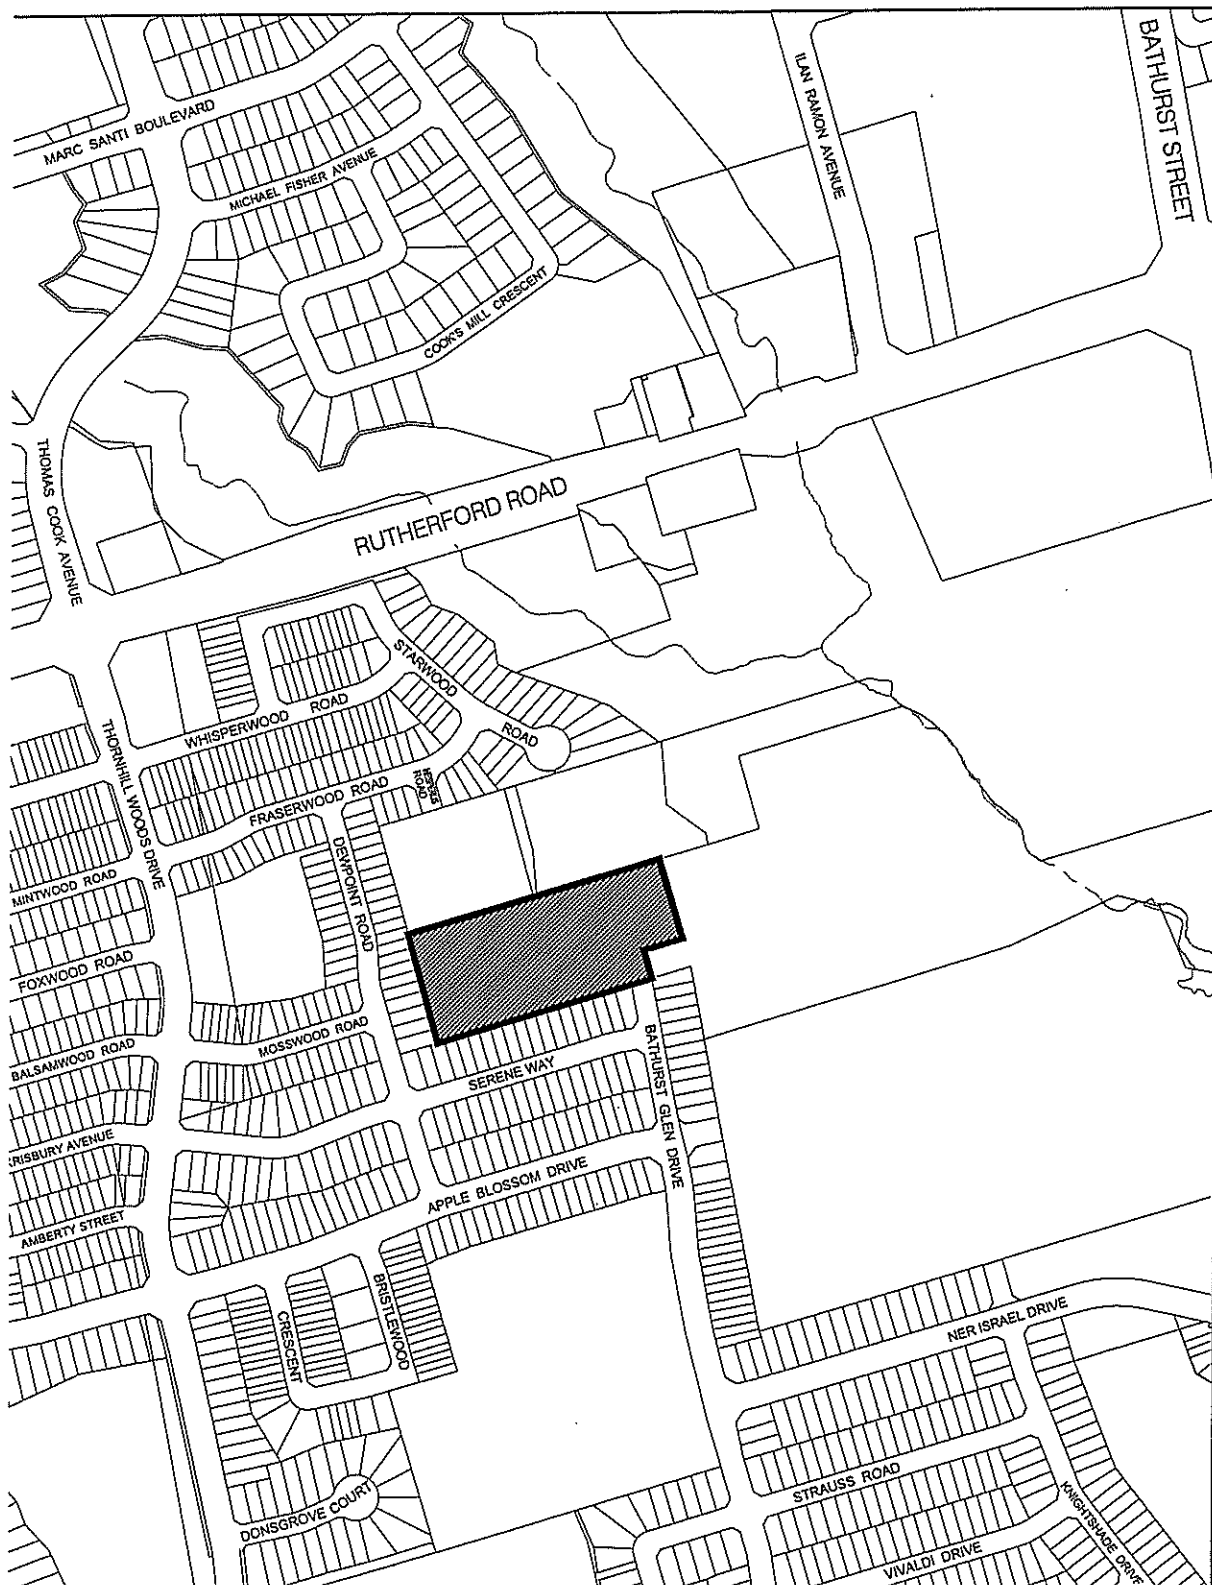 BATHURST STREET
ILAN RAMON AVENUE
MARC SANTI BOULEVARD
MICHAEL FISHER AVENUE
COOK'S MILL CRESCENT
THOMAS COOK AVENUE
RUTHERFORD ROAD
STARWOOD
ROAD
WHISPERWOOD ROAD
THORNHILL WOODS DRIVE
FRASERWOOD ROAD
ROAD
DEWPOINT ROAD
MINTWOOD ROAD
FOXWOOD ROAD
MOSSWOOD ROAD
BALSAMWOOD ROAD
SERENE WAY
BATHURST GLEN DRIVE
RISBURY AVENUE
APPLE BLOSSOM DRIVE
AMBERTY STREET
BRISTLEWOOD
CRESCENT
NER ISRAEL DRIVE
STRAUSS ROAD
KNIGHTSHADE DRIVE
DONSGROVE COURT
VIVALDI DRIVE